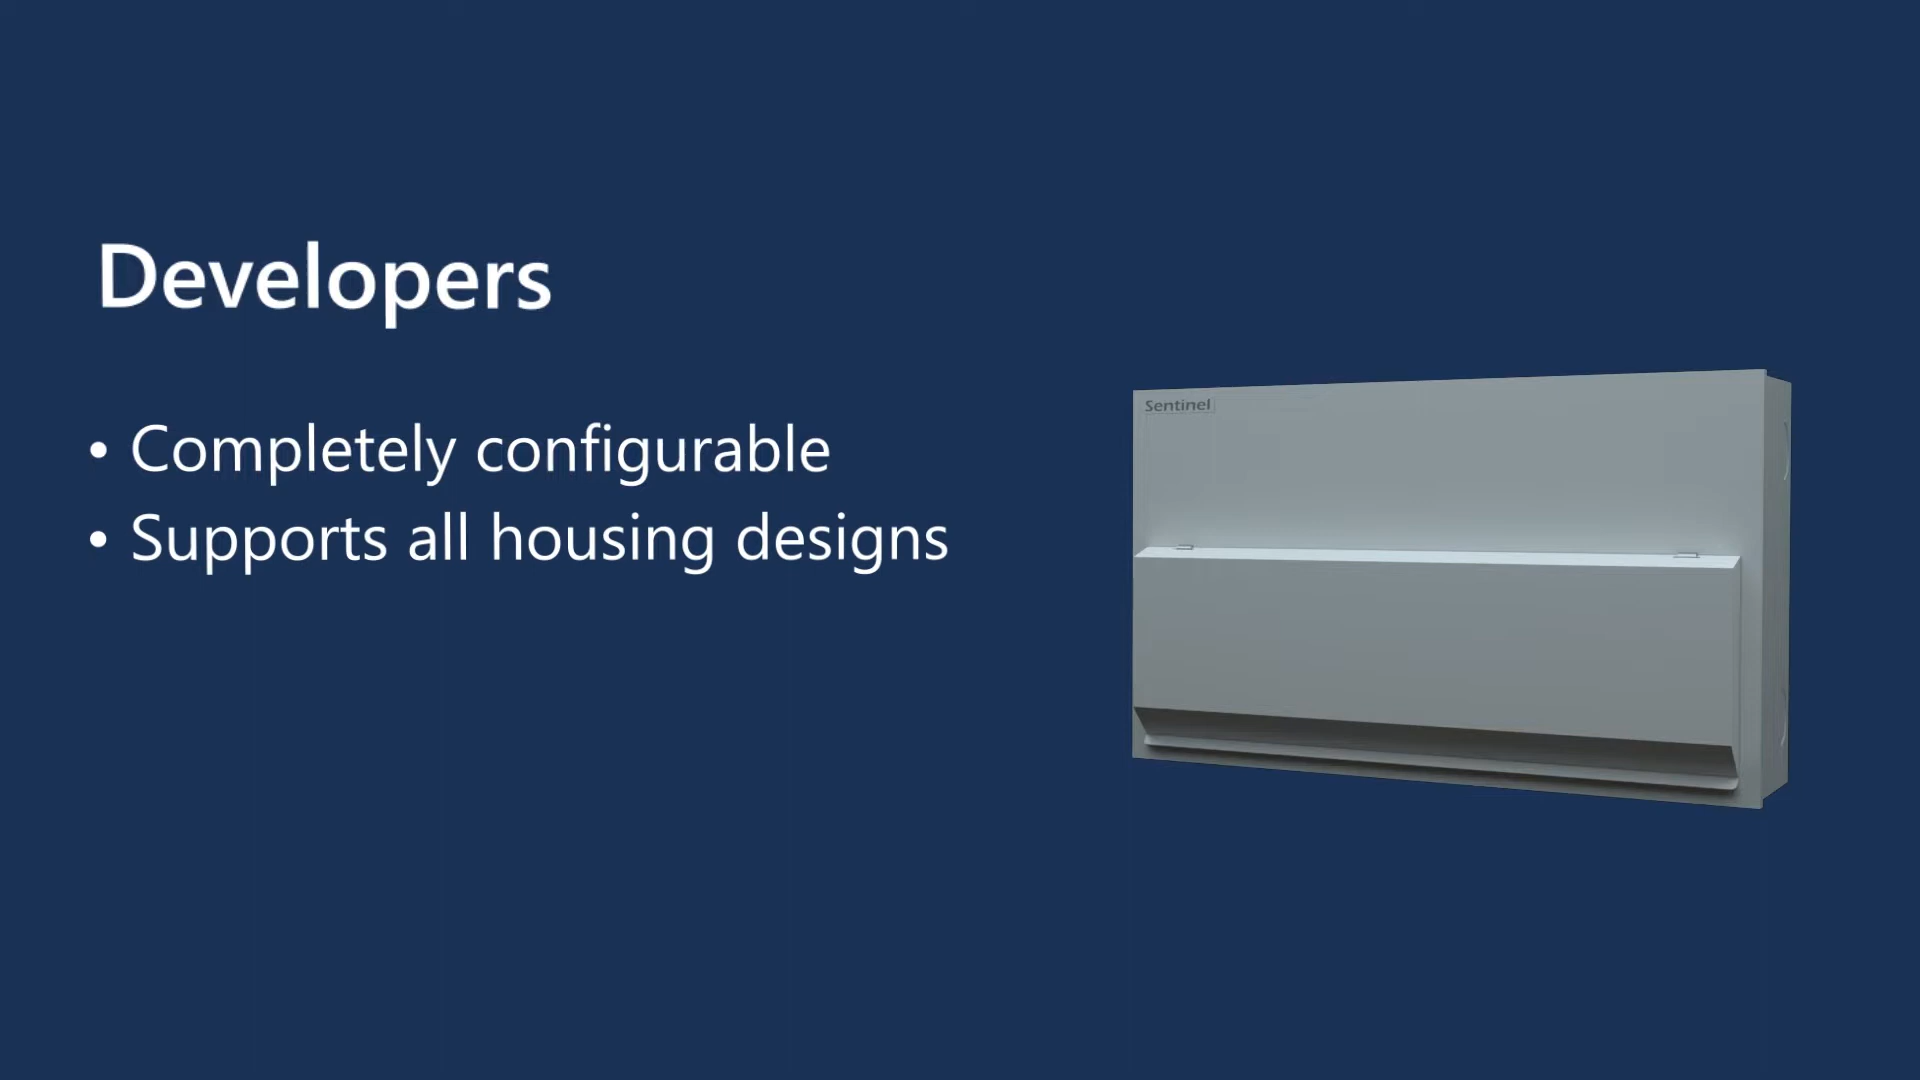 Developers
• Completely configurable
• Supports all housing designs
Sentinel